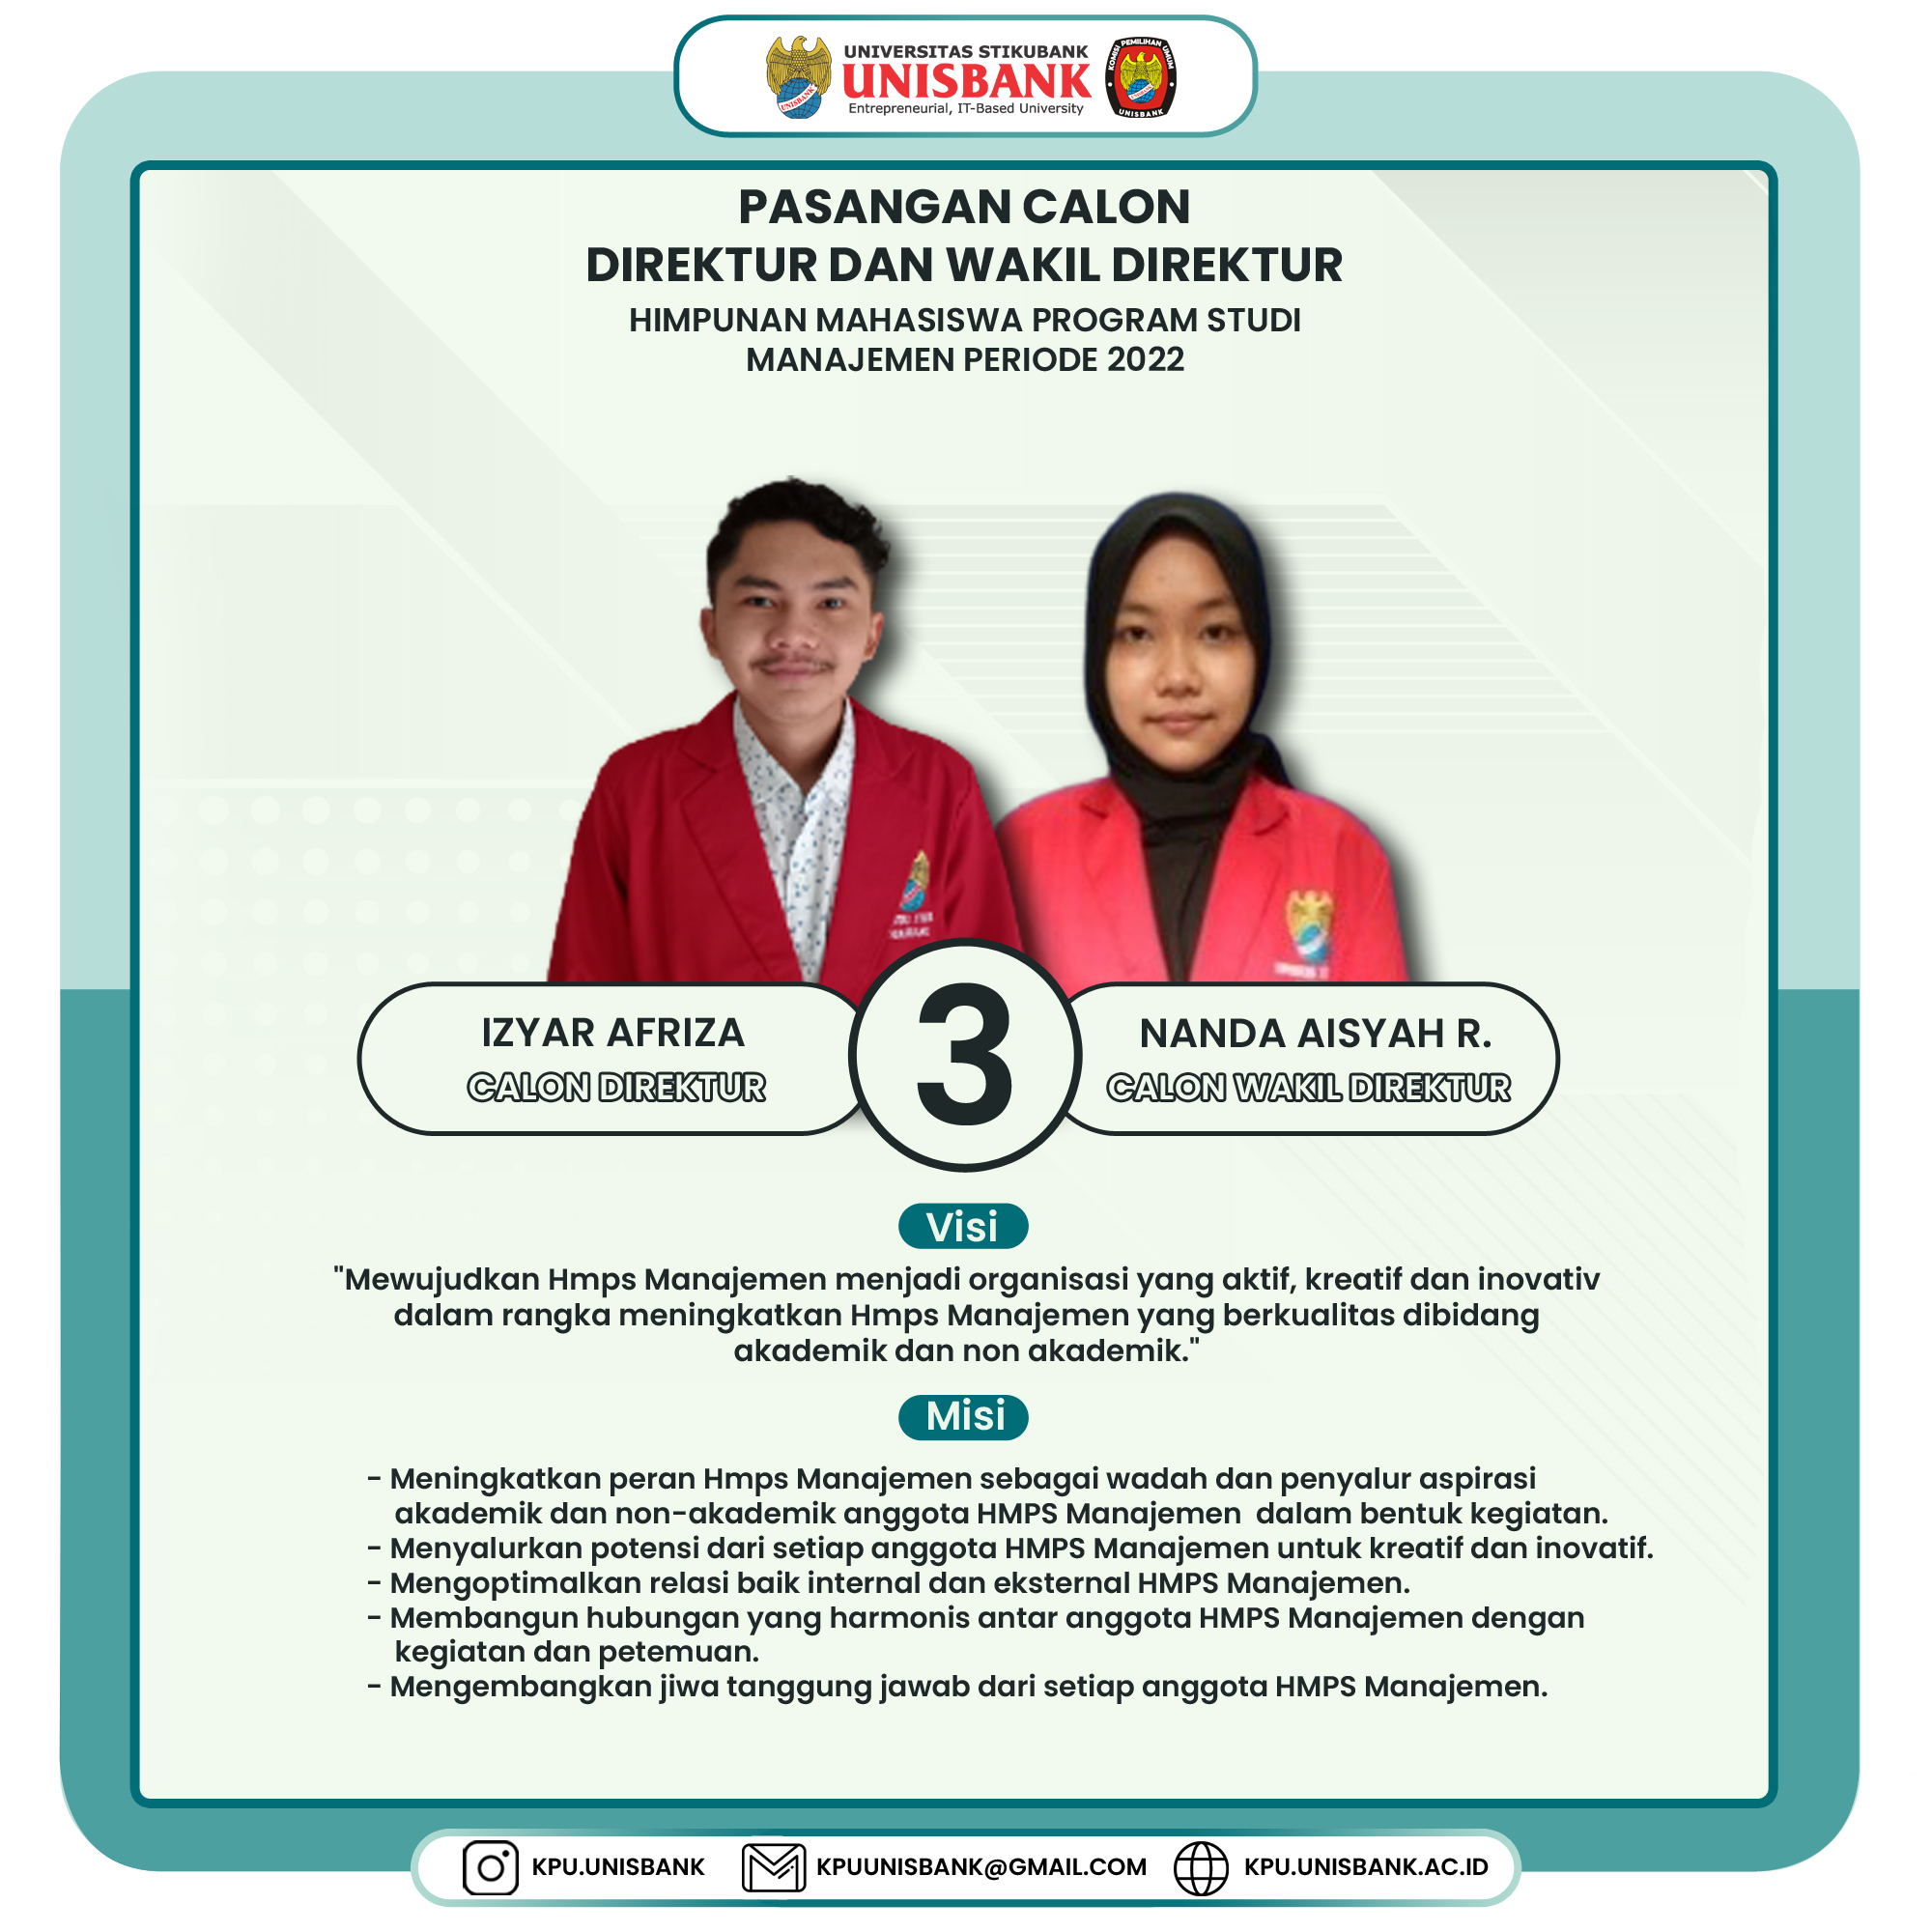 UNIVERSITAS STIKUBANK
UNISBANK
Entrepreneurial, IT-Based University
UNISBANK
KOMISI PEMILIHAN UMUM
UNISBANK
PASANGAN CALON
DIREKTUR DAN WAKIL DIREKTUR
HIMPUNAN MAHASISWA PROGRAM STUDI
MANAJEMEN PERIODE 2022
IZYAR AFRIZA
CALON DIREKTUR
3
NANDA AISYAH R.
CALON WAKIL DIREKTUR
Visi
"Mewujudkan Hmps Manajemen menjadi organisasi yang aktif, kreatif dan inovativ
dalam rangka meningkatkan Hmps Manajemen yang berkualitas dibidang
akademik dan non akademik."
Misi
- Meningkatkan peran Hmps Manajemen sebagai wadah dan penyalur aspirasi
akademik dan non-akademik anggota HMPS Manajemen dalam bentuk kegiatan.
- Menyalurkan potensi dari setiap anggota HMPS Manajemen untuk kreatif dan inovatif.
- Mengoptimalkan relasi baik internal dan eksternal HMPS Manajemen.
- Membangun hubungan yang harmonis antar anggota HMPS Manajemen dengan
kegiatan dan petemuan.
- Mengembangkan jiwa tanggung jawab dari setiap anggota HMPS Manajemen.
KPU.UNISBANK
KPUUNISBANK@GMAIL.COM
KPU.UNISBANK.AC.ID